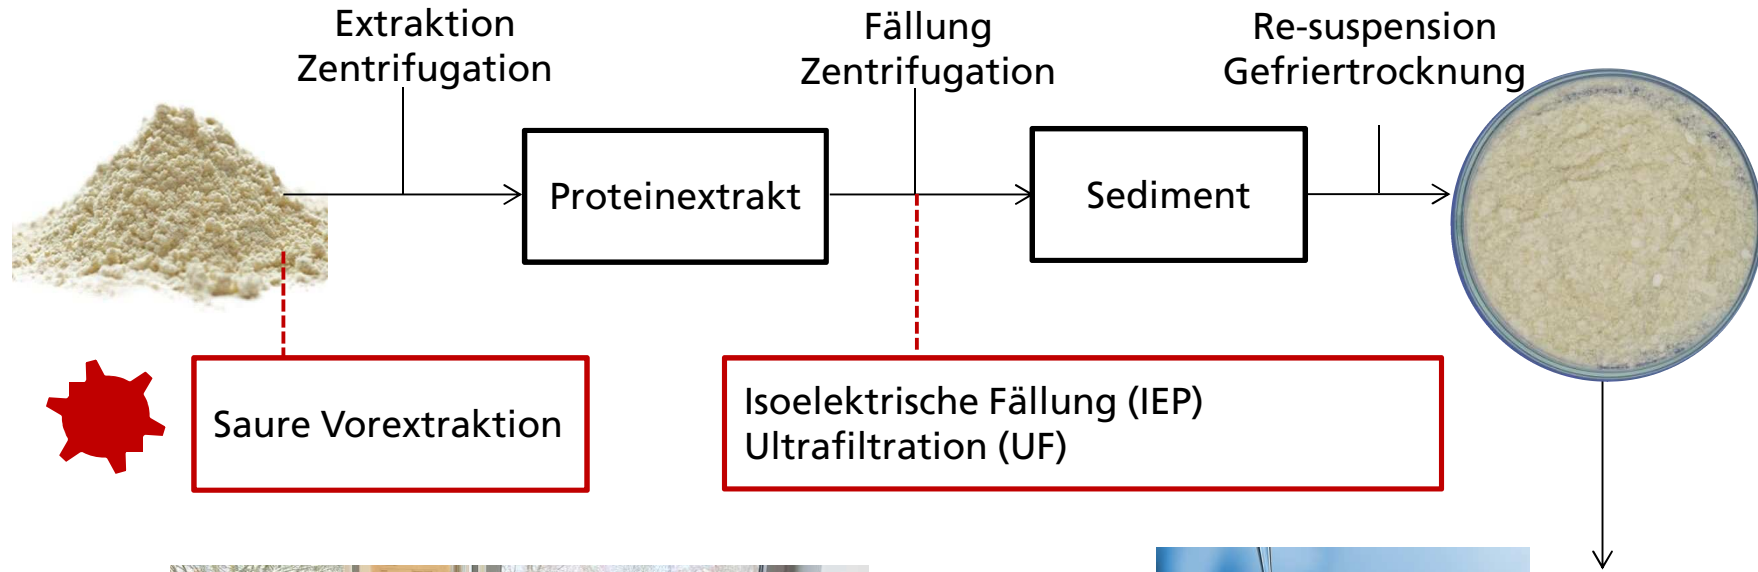 Extraktion
Zentrifugation
Fällung
Zentrifugation
Re-suspension
Gefriertrocknung
Proteinextrakt
Sediment
Saure Vorextraktion
Isoelektrische Fällung (IEP)
Ultrafiltration (UF)